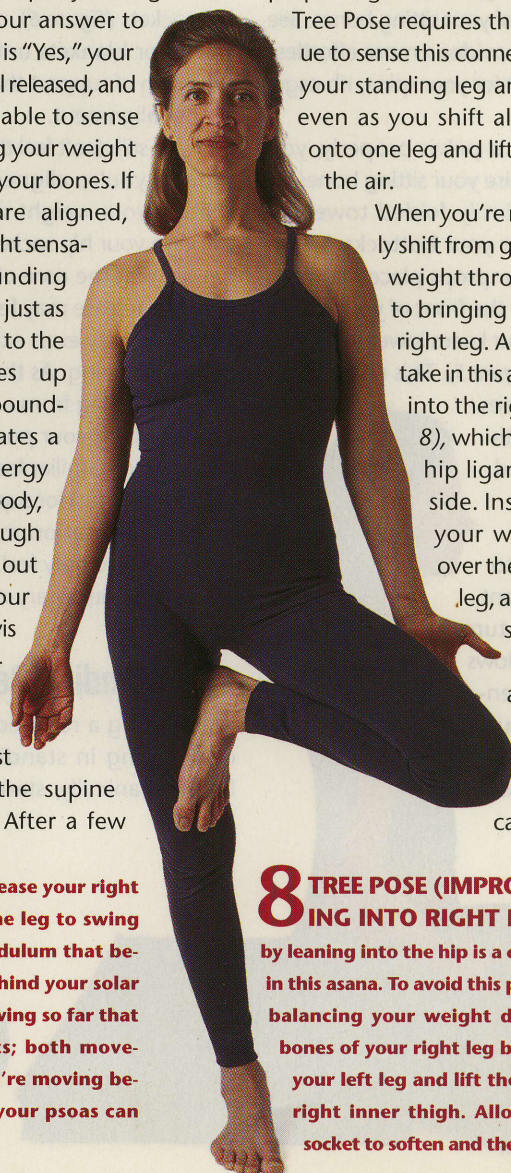 our answer to
is “Yes,” your
l released, and
able to sense
g your weight
your bones. If
are aligned,
ht sensa-
unding
just as
to the
es up
ound-
ates a
ergy
ody,
ugh
out
our
vis
st
the supine
After a few
ease your right
ne leg to swing
dulum that be-
hind your solar
ving so far that
s; both move-
're moving be-
your psoas can
Tree Pose requires th
ue to sense this conne
your standing leg an
even as you shift al
onto one leg and lift
the air.
When you're r
ly shift from g
weight thro
to bringing
right leg. A
take in this a
into the rig
8), which
hip ligar
side. Ins
your w
over the
leg, a
s
a
ca
8 TREE POSE (IMPRO
ING INTO RIGHT
by leaning into the hip is a
in this asana. To avoid this p
balancing your weight d
bones of your right leg b
your left leg and lift the
right inner thigh. Allo
socket to soften and the